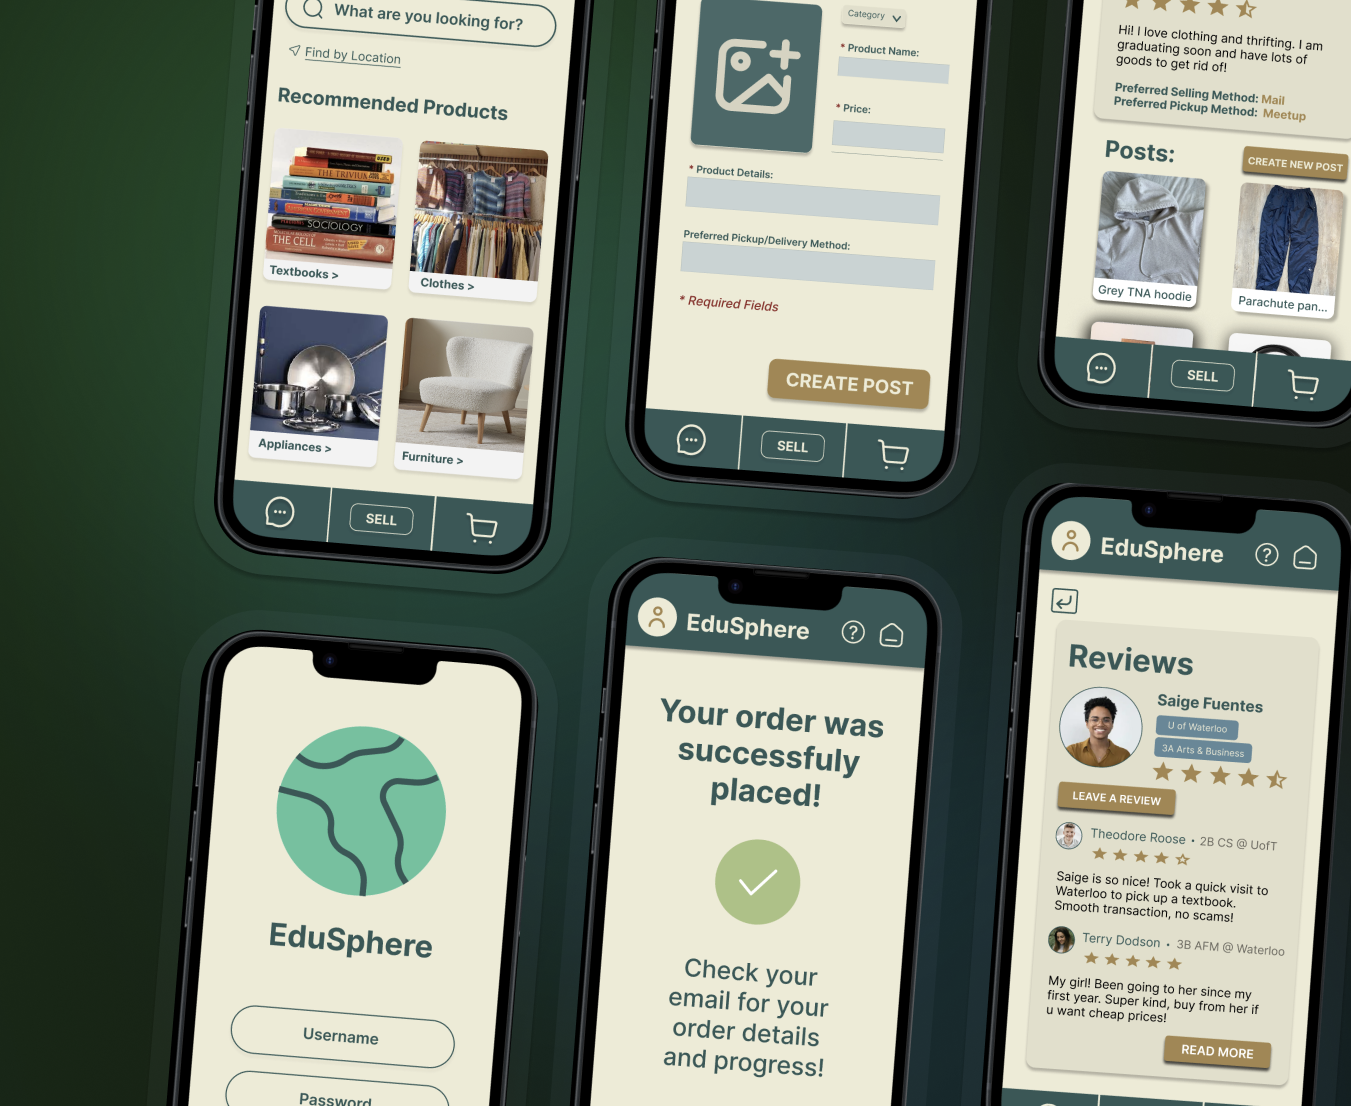 What are you looking for?
Find by Location
Recommended Products
USED
THE TRIVIUM
SOCIOLOGY
THE CELL
Textbooks >
Clothes >
Appliances >
Furniture >
SELL
Category
* Product Name:
* Price:
* Product Details:
Preferred Pickup/Delivery Method:
* Required Fields
CREATE POST
SELL
Hi! I love clothing and thrifting. I am
graduating soon and have lots of
goods to get rid of!
Preferred Selling Method: Mail
Preferred Pickup Method: Meetup
Posts:
CREATE NEW POST
Grey TNA hoodie
Parachute pan...
SELL
EduSphere
Username
Password
EduSphere
Your order was
successfuly
placed!
Check your
email for your
order details
and progress!
EduSphere
Reviews
Saige Fuentes
U of Waterloo
3A Arts & Business
LEAVE A REVIEW
Theodore Roose • 2B CS @ UofT
Saige is so nice! Took a quick visit to
Waterloo to pick up a textbook.
Smooth transaction, no scams!
Terry Dodson • 3B AFM @ Waterloo
My girl! Been going to her since my
first year. Super kind, buy from her if
u want cheap prices!
READ MORE